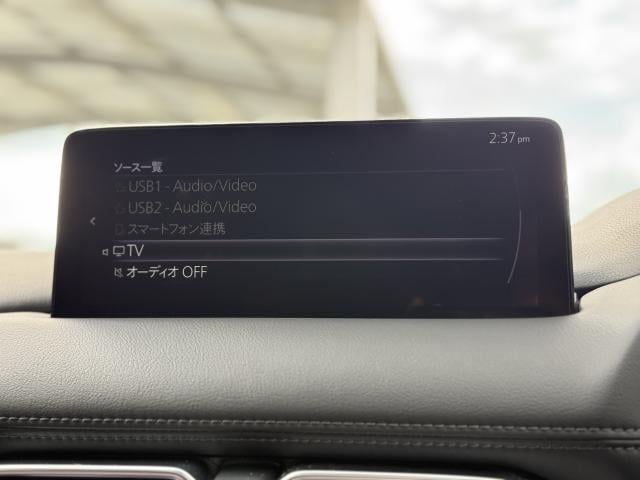 2:37 pm
ソース一覧
USB1 - Audio/Video
USB2 - Audio/Video
スマートフォン連携
TV
オーディオ OFF